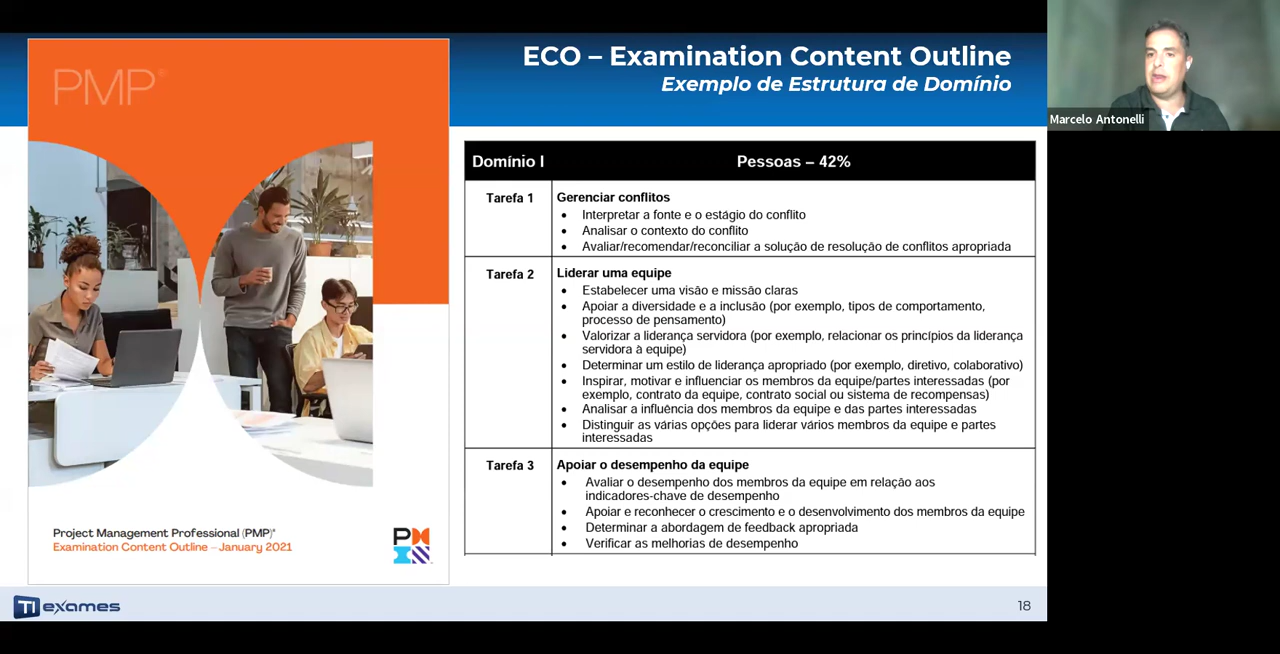 PMP®
ECO – Examination Content Outline
Exemplo de Estrutura de Domínio
Marcelo Antonelli
Domínio I
Pessoas – 42%
Tarefa 1
Gerenciar conflitos
• Interpretar a fonte e o estágio do conflito
• Analisar o contexto do conflito
• Avaliar/recomendar/reconciliar a solução de resolução de conflitos apropriada
Tarefa 2
Liderar uma equipe
• Estabelecer uma visão e missão claras
• Apoiar a diversidade e a inclusão (por exemplo, tipos de comportamento,
processo de pensamento)
• Valorizar a liderança servidora (por exemplo, relacionar os princípios da liderança
servidora à equipe)
• Determinar um estilo de liderança apropriado (por exemplo, diretivo, colaborativo)
• Inspirar, motivar e influenciar os membros da equipe/partes interessadas (por
exemplo, contrato da equipe, contrato social ou sistema de recompensas)
• Analisar a influência dos membros da equipe e das partes interessadas
• Distinguir as várias opções para liderar vários membros da equipe e partes
interessadas
Tarefa 3
Apoiar o desempenho da equipe
• Avaliar o desempenho dos membros da equipe em relação aos
indicadores-chave de desempenho
• Apoiar e reconhecer o crescimento e o desenvolvimento dos membros da equipe
• Determinar a abordagem de feedback apropriada
• Verificar as melhorias de desempenho
Project Management Professional (PMP)®
Examination Content Outline – January 2021
TI exames
18